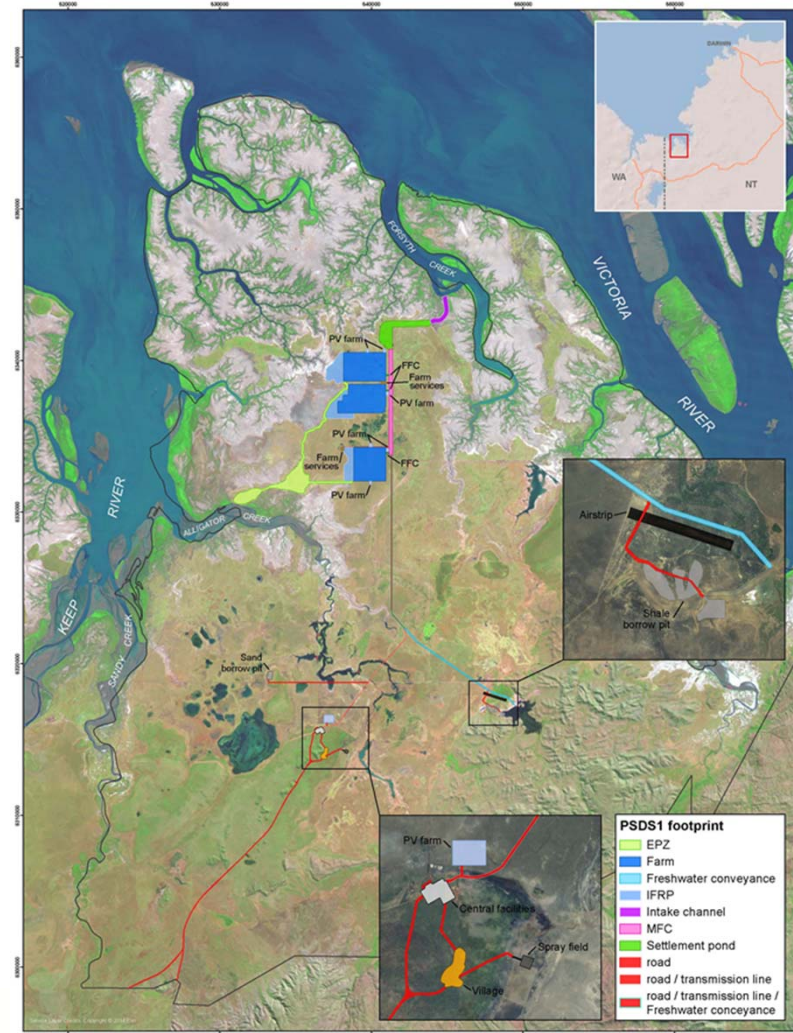 DARWIN
WA
NT
FORSYTH
CREEK
VICTORIA
RIVER
PV farm
FFC
Farm
services
PV farm
PV farm
Farm
services
FFC
PV farm
RIVER
KEEP
ALLIGATOR CREEK
SANDY CREEK
Airstrip
Shale
borrow pit
Sand
borrow pit
PV farm
Central facilities
Spray field
Village
PSDS1 footprint
EPZ
Farm
Freshwater conveyance
IFRP
Intake channel
MFC
Settlement pond
road
road / transmission line
road / transmission line /
Freshwater conveyance